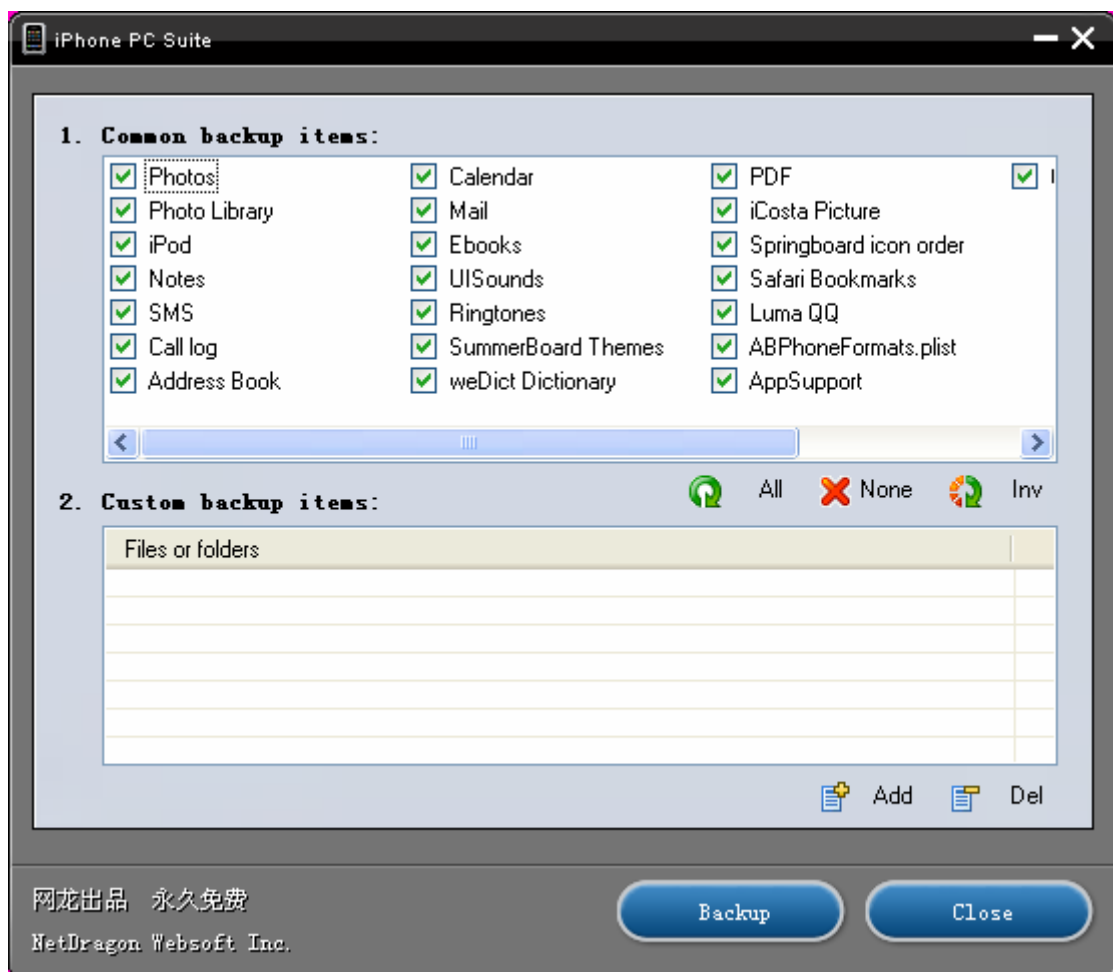 iPhone PC Suite
1. Common backup items:
Photos Calendar PDF
Photo Library Mail iCosta Picture
iPod Ebooks Springboard icon order
Notes UISounds Safari Bookmarks
SMS Ringtones Luma QQ
Call log SummerBoard Themes ABPhoneFormats.plist
Address Book weDict Dictionary AppSupport
All None Inv
2. Custom backup items:
Files or folders
Add Del
网龙出品 永久免费
NetDragon Websoft Inc.
Backup Close